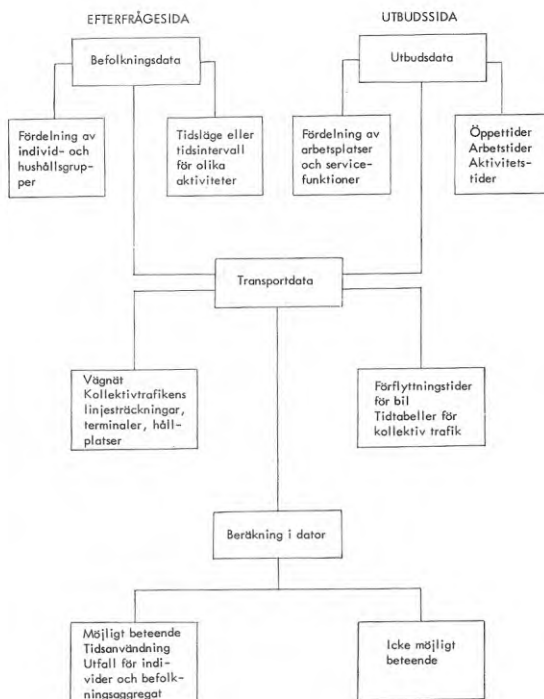 EFTERFRÅGESIDA
UTBUDSSIDA
Befolkningsdata
Utbudsdata
Fördelning av
individ- och
hushållsgrup-
per
Tidsläge eller
tidsintervall
för olika
aktiviteter
Fördelning av
arbetsplatser
och service-
funktioner
Öppettider
Arbetstider
Aktivitets-
tider
Transportdata
Vägnät
Kollektivtrafikens
linjesträckningar,
terminaler, håll-
platser
Förflyttningstider
för bil
Tidtabeller för
kollektiv trafik
Beräkning i dator
Möjligt beteende
Tidsanvändning
Utfall för indi-
vider och befolk-
ningsaggregat
Icke möjligt
beteende